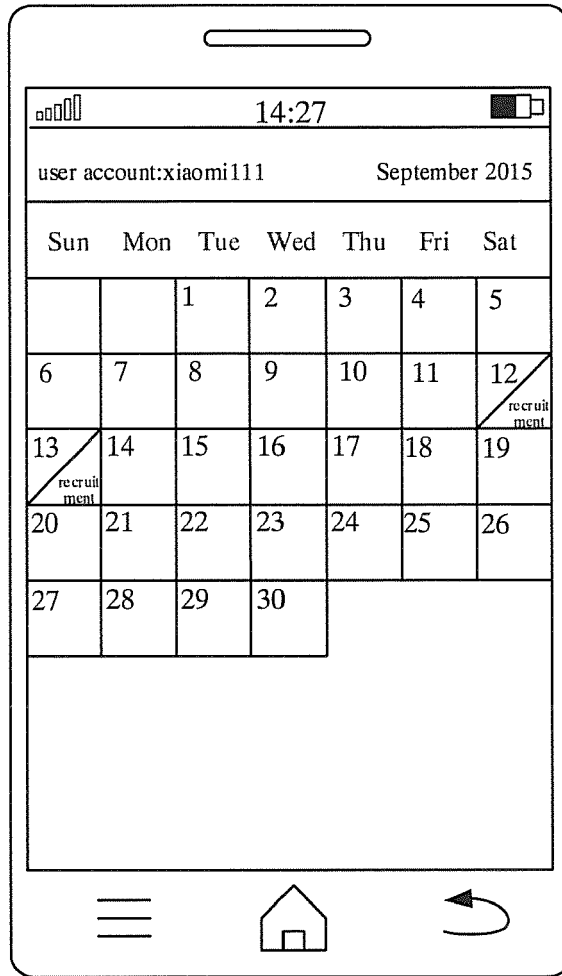 14:27
user account:xiaomi111 September 2015
Sun Mon Tue Wed Thu Fri Sat
1 2 3 4 5
6 7 8 9 10 11 12
recruit
ment
13 14 15 16 17 18 19
recruit
ment
20 21 22 23 24 25 26
27 28 29 30